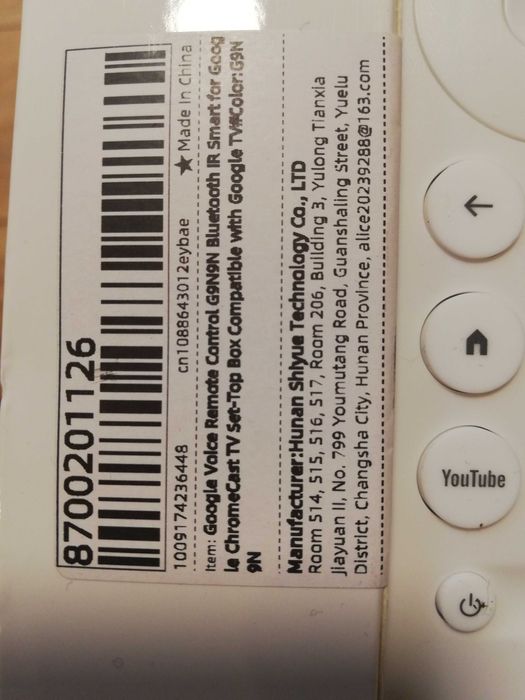 8700201126
1009174236448 cn1088643012eybae ★ Made In China
Item: Google Voice Remote Control G9N9N Bluetooth IR Smart for Goog
le ChromeCast TV Set-Top Box Compatible with Google TV#Color:G9N
9N
Manufacturer:Hunan Shiyue Technology Co., LTD
Room 514, 515, 516, 517, Room 206, Building 3, Yulong Tianxia
Jiayuan II, No. 799 Youmutang Road, Guanshaling Street, Yuelu
District, Changsha City, Hunan Province, alice20239288@163.com
YouTube